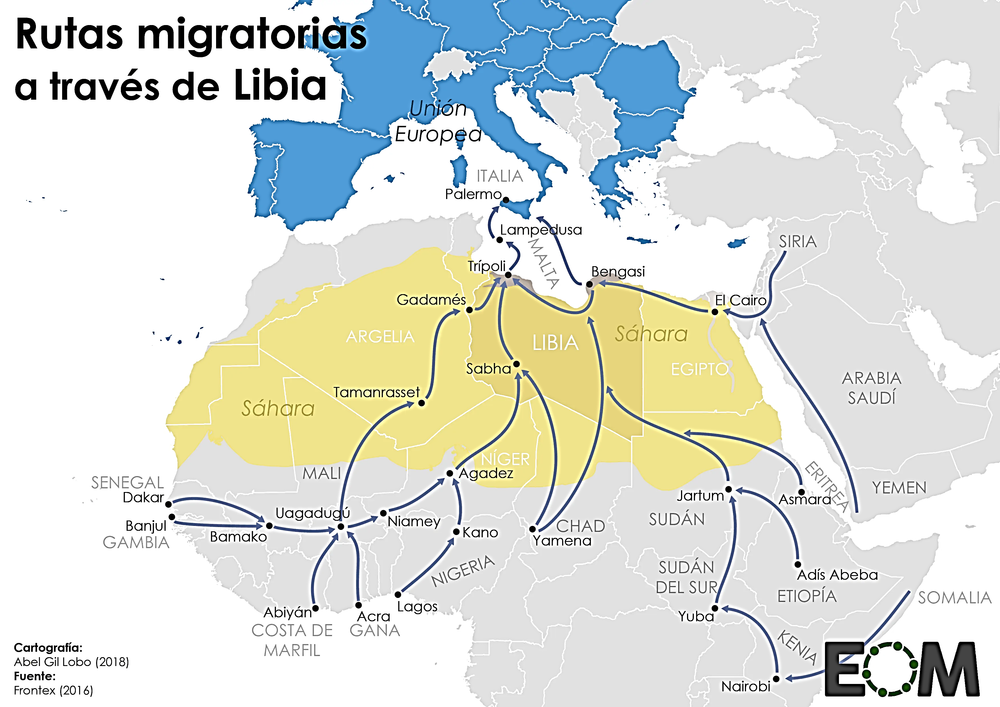 Rutas migratorias
a través de Libia
Unión
Europea
ITALIA
Palermo
Lampedusa
MALTA
SIRIA
Trípoli
Bengasi
Gadamés
El Cairo
ARGELIA
LIBIA
Sáhara
EGIPTO
Sabha
ARABIA
SAUDÍ
Tamanrasset
Sáhara
NÍGER
MALI
Agadez
ERITREA
YEMEN
SENEGAL
Dakar
Jartum
Asmara
Uagadugú
Niamey
SUDÁN
Banjul
GAMBIA
Bamako
Kano
CHAD
Yamena
NIGERIA
SUDÁN
DEL SUR
Adís Abeba
ETIOPÍA
SOMALIA
Lagos
Abiyán
Acra
Yuba
COSTA DE
MARFIL
GANA
KENIA
Nairobi
Cartografía:
Abel Gil Lobo (2018)
Fuente:
Frontex (2016)
EOM